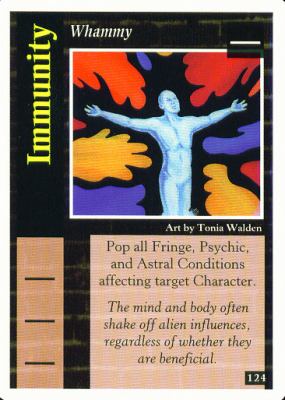 Immunity
Whammy
Art by Tonia Walden
Pop all Fringe, Psychic,
and Astral Conditions
affecting target Character.
The mind and body often
shake off alien influences,
regardless of whether they
are beneficial.
124